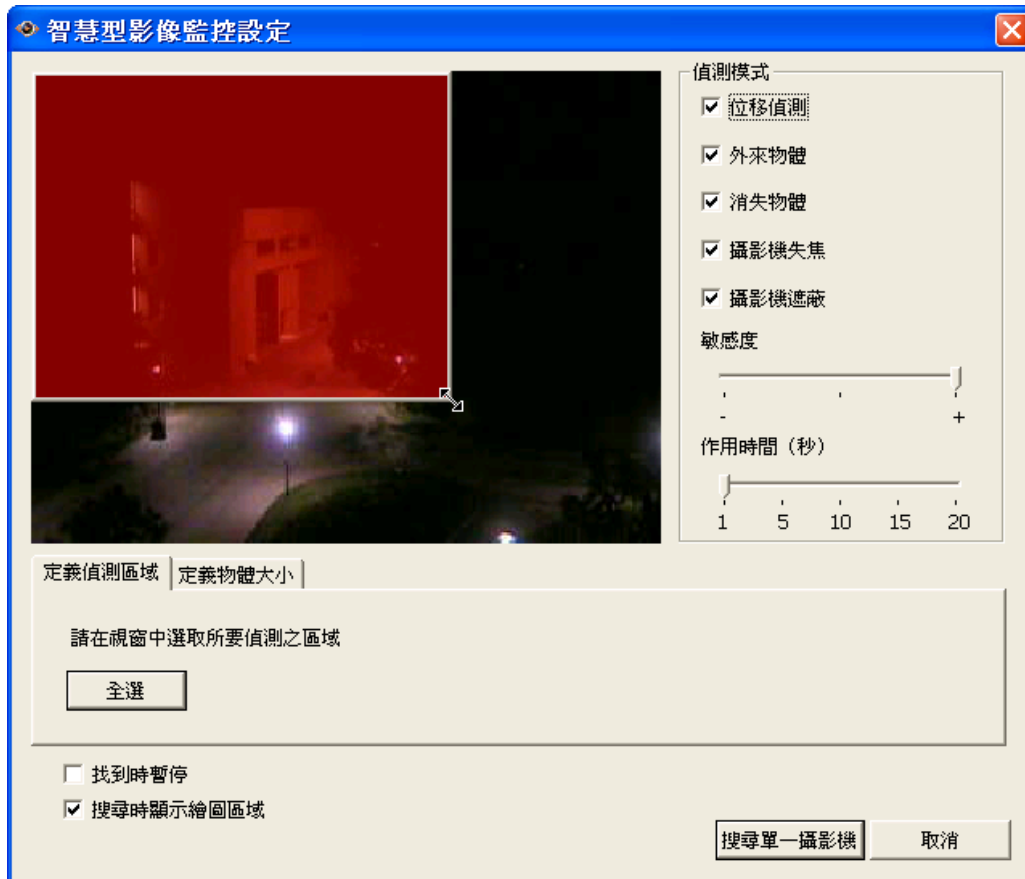 智慧型影像監控設定
偵測模式
位移偵測
外來物體
消失物體
攝影機失焦
攝影機遮蔽
敏感度
- +
作用時間（秒）
1 5 10 15 20
定義偵測區域 定義物體大小
請在視窗中選取所要偵測之區域
全選
找到時暫停
搜尋時顯示繪圖區域
搜尋單一攝影機 取消